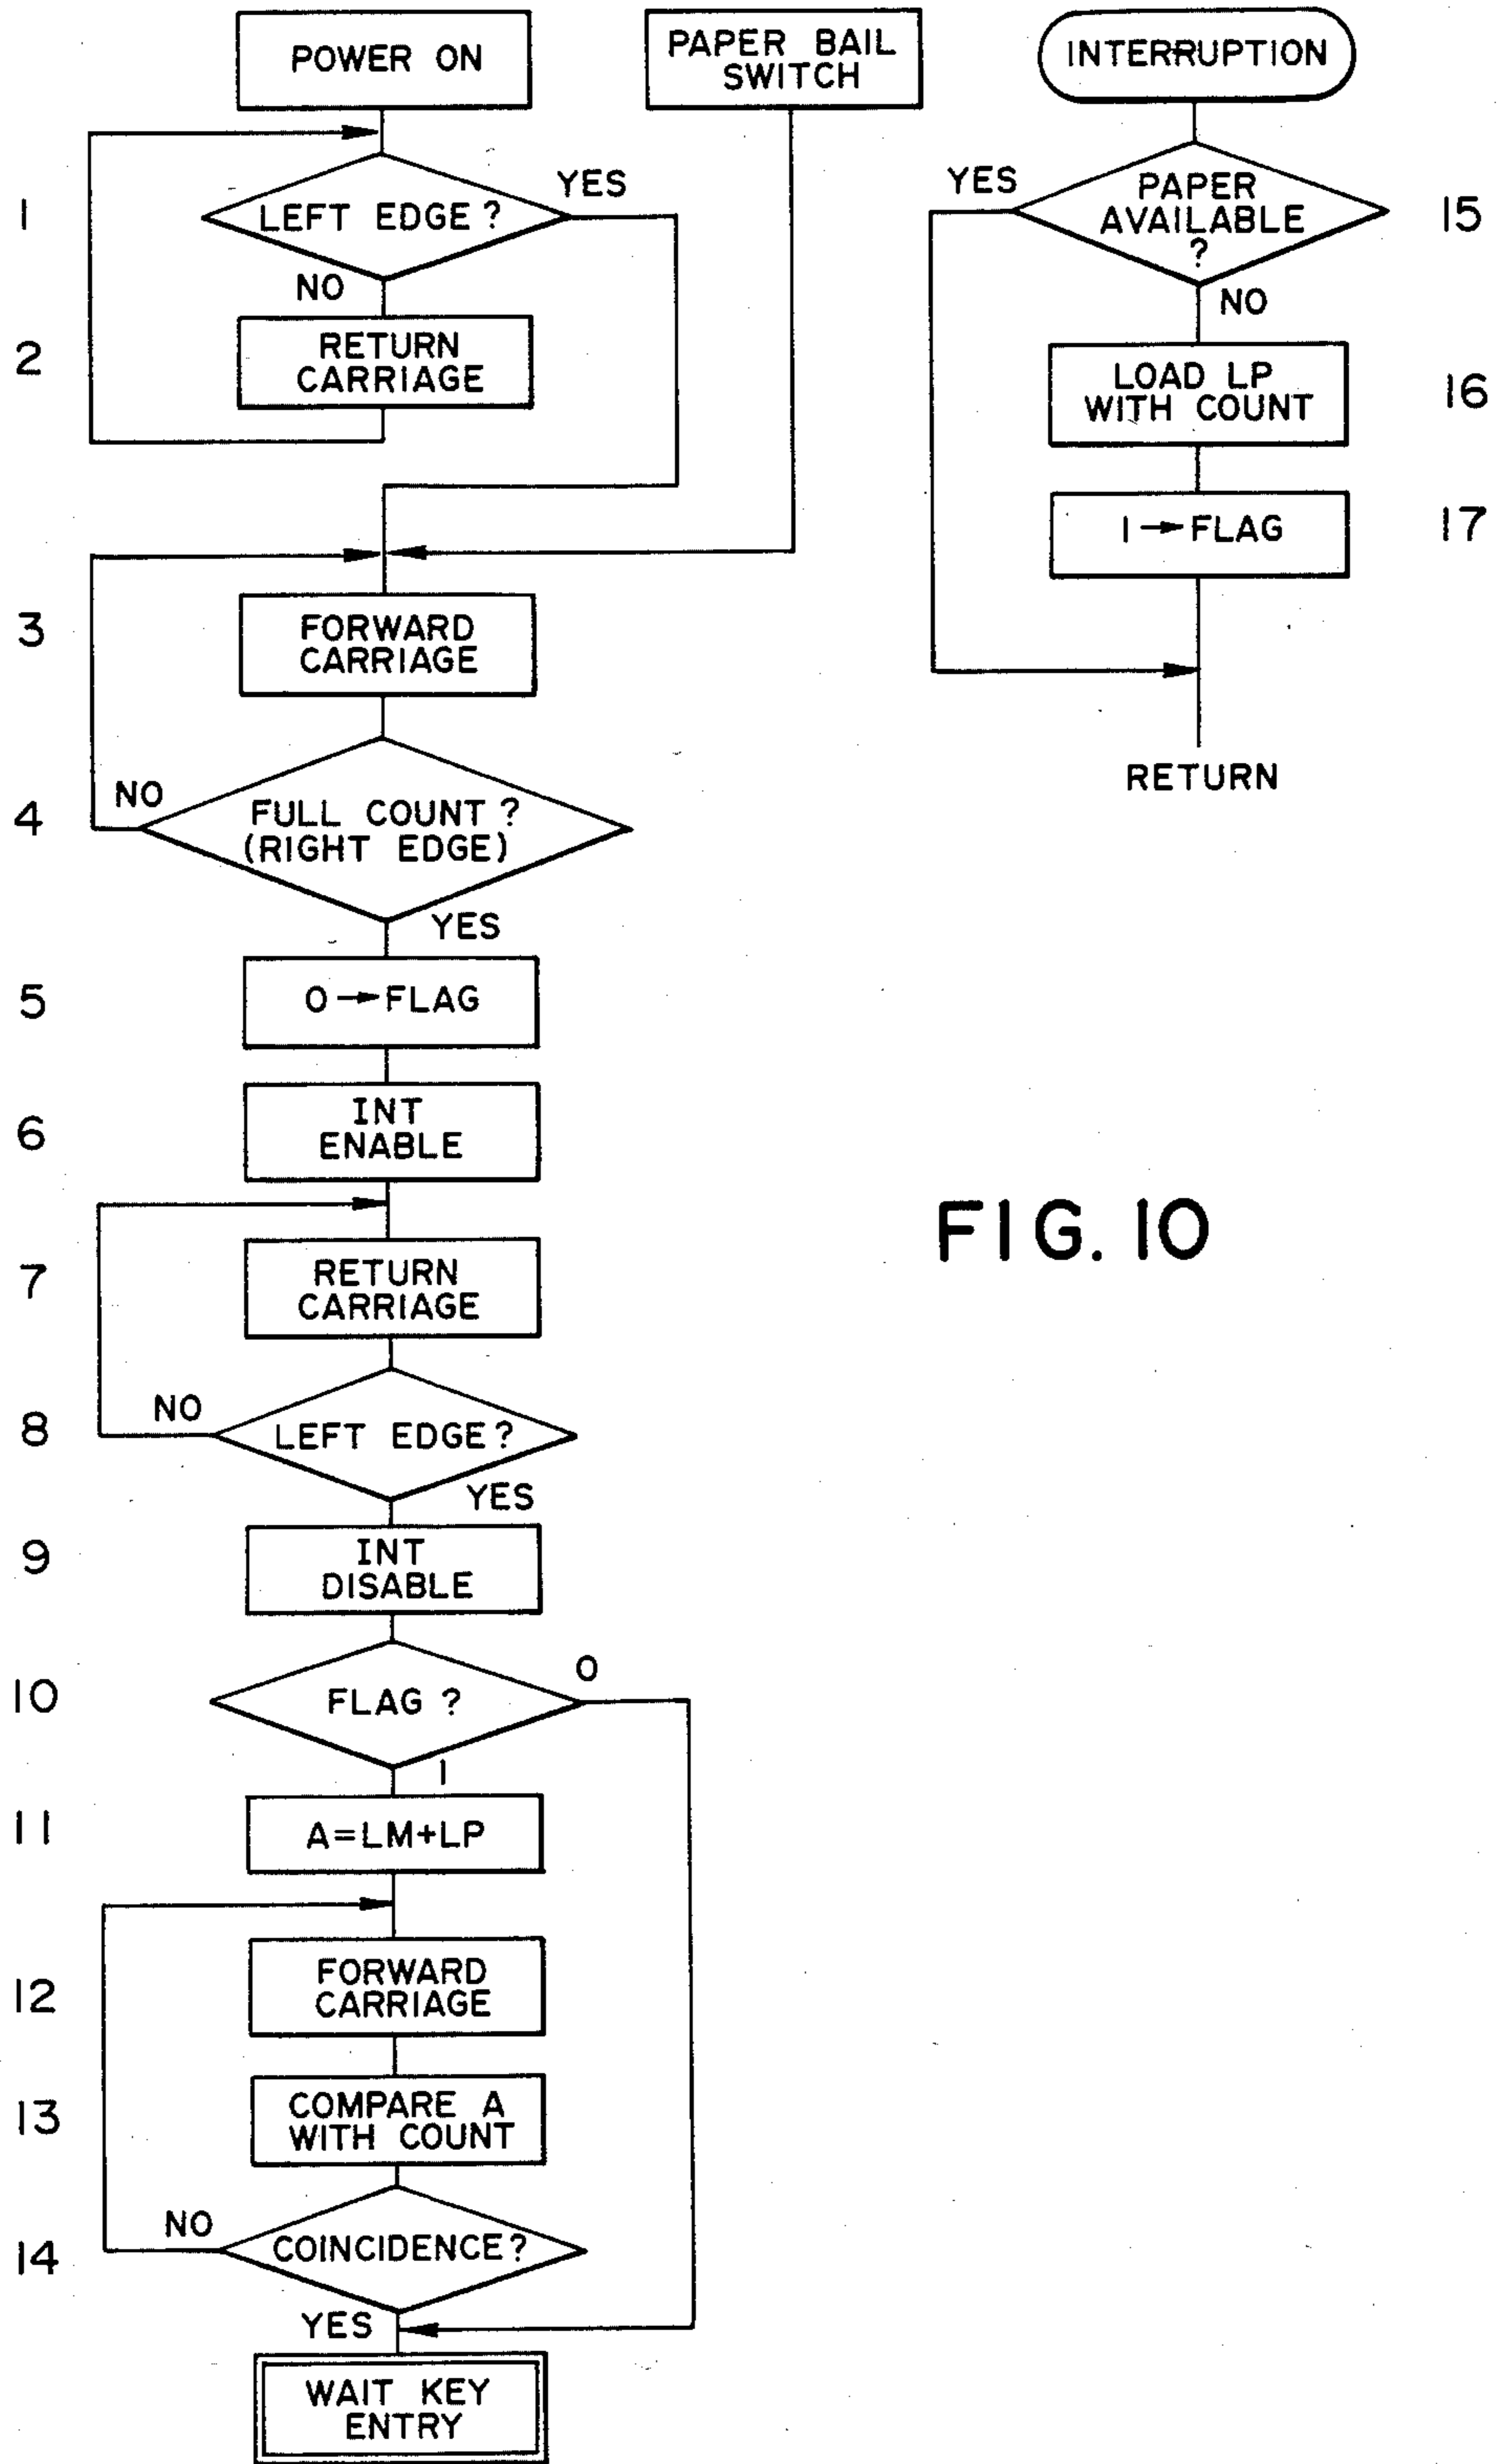 POWER ON
1
LEFT EDGE ?
YES
NO
2
RETURN
CARRIAGE
PAPER BAIL
SWITCH
3
FORWARD
CARRIAGE
4
NO
FULL COUNT ?
(RIGHT EDGE)
YES
5
0→FLAG
6
INT
ENABLE
7
RETURN
CARRIAGE
8
NO
LEFT EDGE ?
YES
9
INT
DISABLE
10
FLAG ?
0
1
11
A=LM+LP
12
FORWARD
CARRIAGE
13
COMPARE A
WITH COUNT
14
NO
COINCIDENCE ?
YES
WAIT KEY
ENTRY
INTERRUPTION
YES
PAPER
AVAILABLE
?
15
NO
LOAD LP
WITH COUNT
16
1→FLAG
17
RETURN
FIG. 10